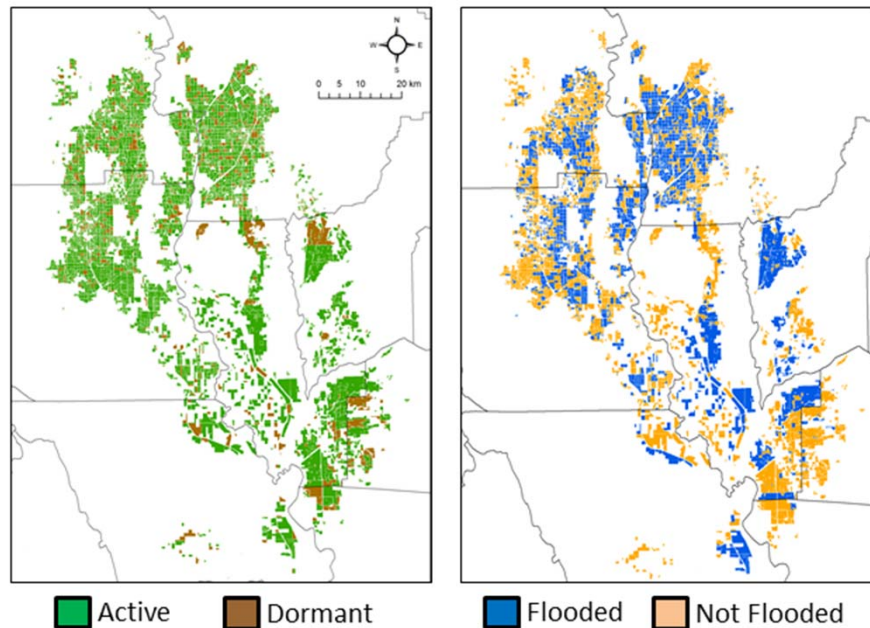 N
W E
S
0 5 10 20 km
Active
Dormant
Flooded
Not Flooded